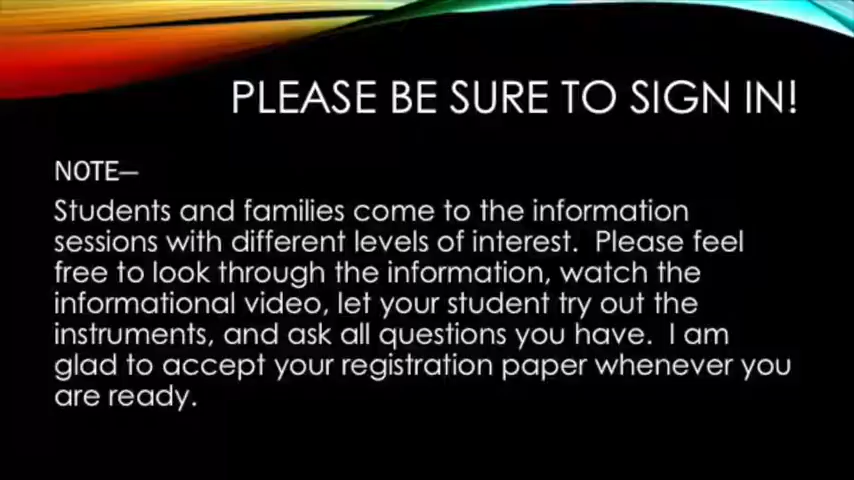 PLEASE BE SURE TO SIGN IN!
NOTE—
Students and families come to the information
sessions with different levels of interest.  Please feel
free to look through the information, watch the
informational video, let your student try out the
instruments, and ask all questions you have.  I am
glad to accept your registration paper whenever you
are ready.